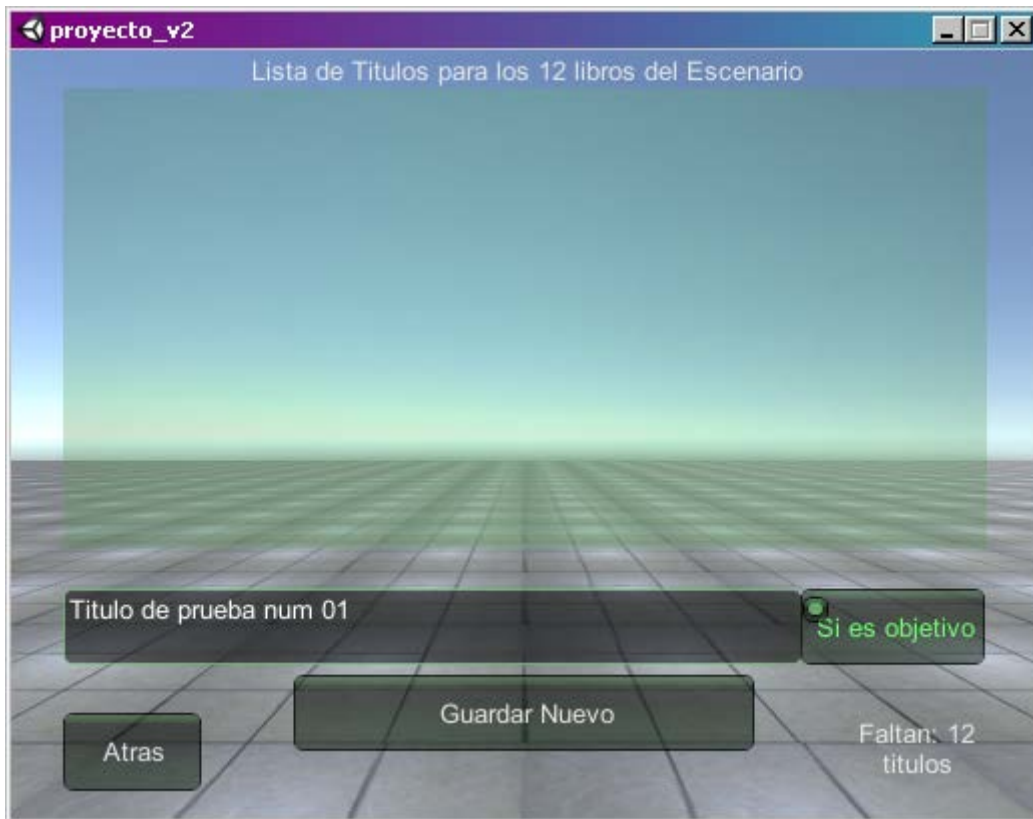 proyecto_v2
Lista de Titulos para los 12 libros del Escenario
Titulo de prueba num 01
Si es objetivo
Guardar Nuevo
Atras
Faltan: 12
titulos